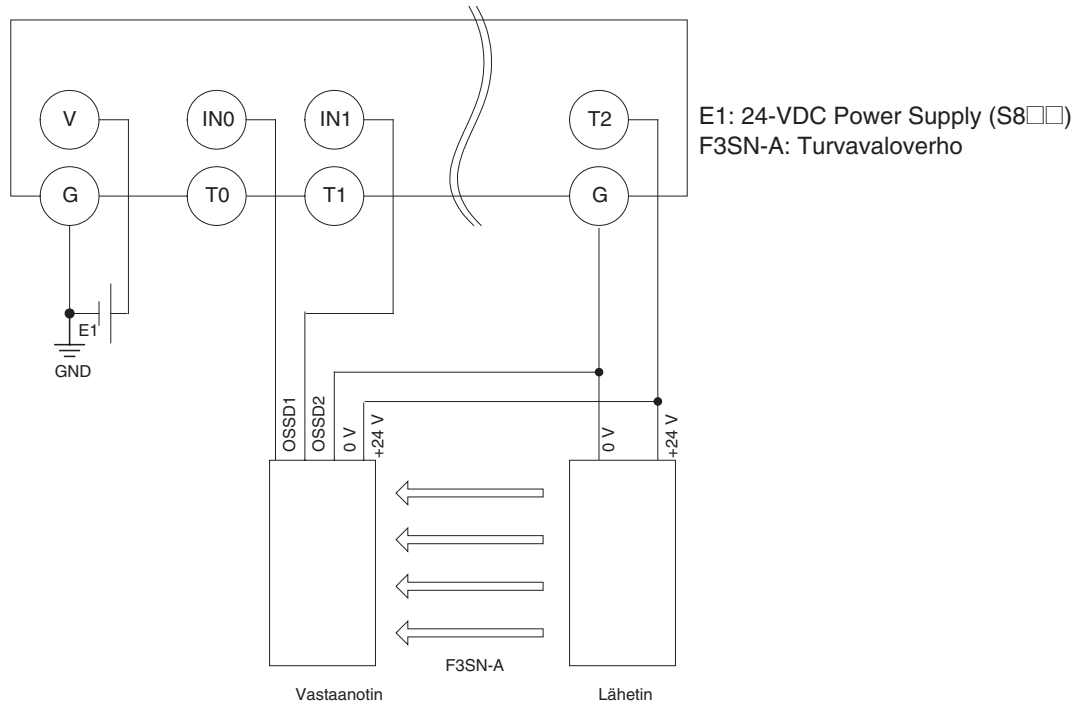 V
IN0
IN1
T2
G
T0
T1
G
E1: 24-VDC Power Supply (S8□□)
F3SN-A: Turvavaloverho
E1
GND
OSSD1
OSSD2
0 V
+24 V
0 V
+24 V
F3SN-A
Vastaanotin
Lähetin